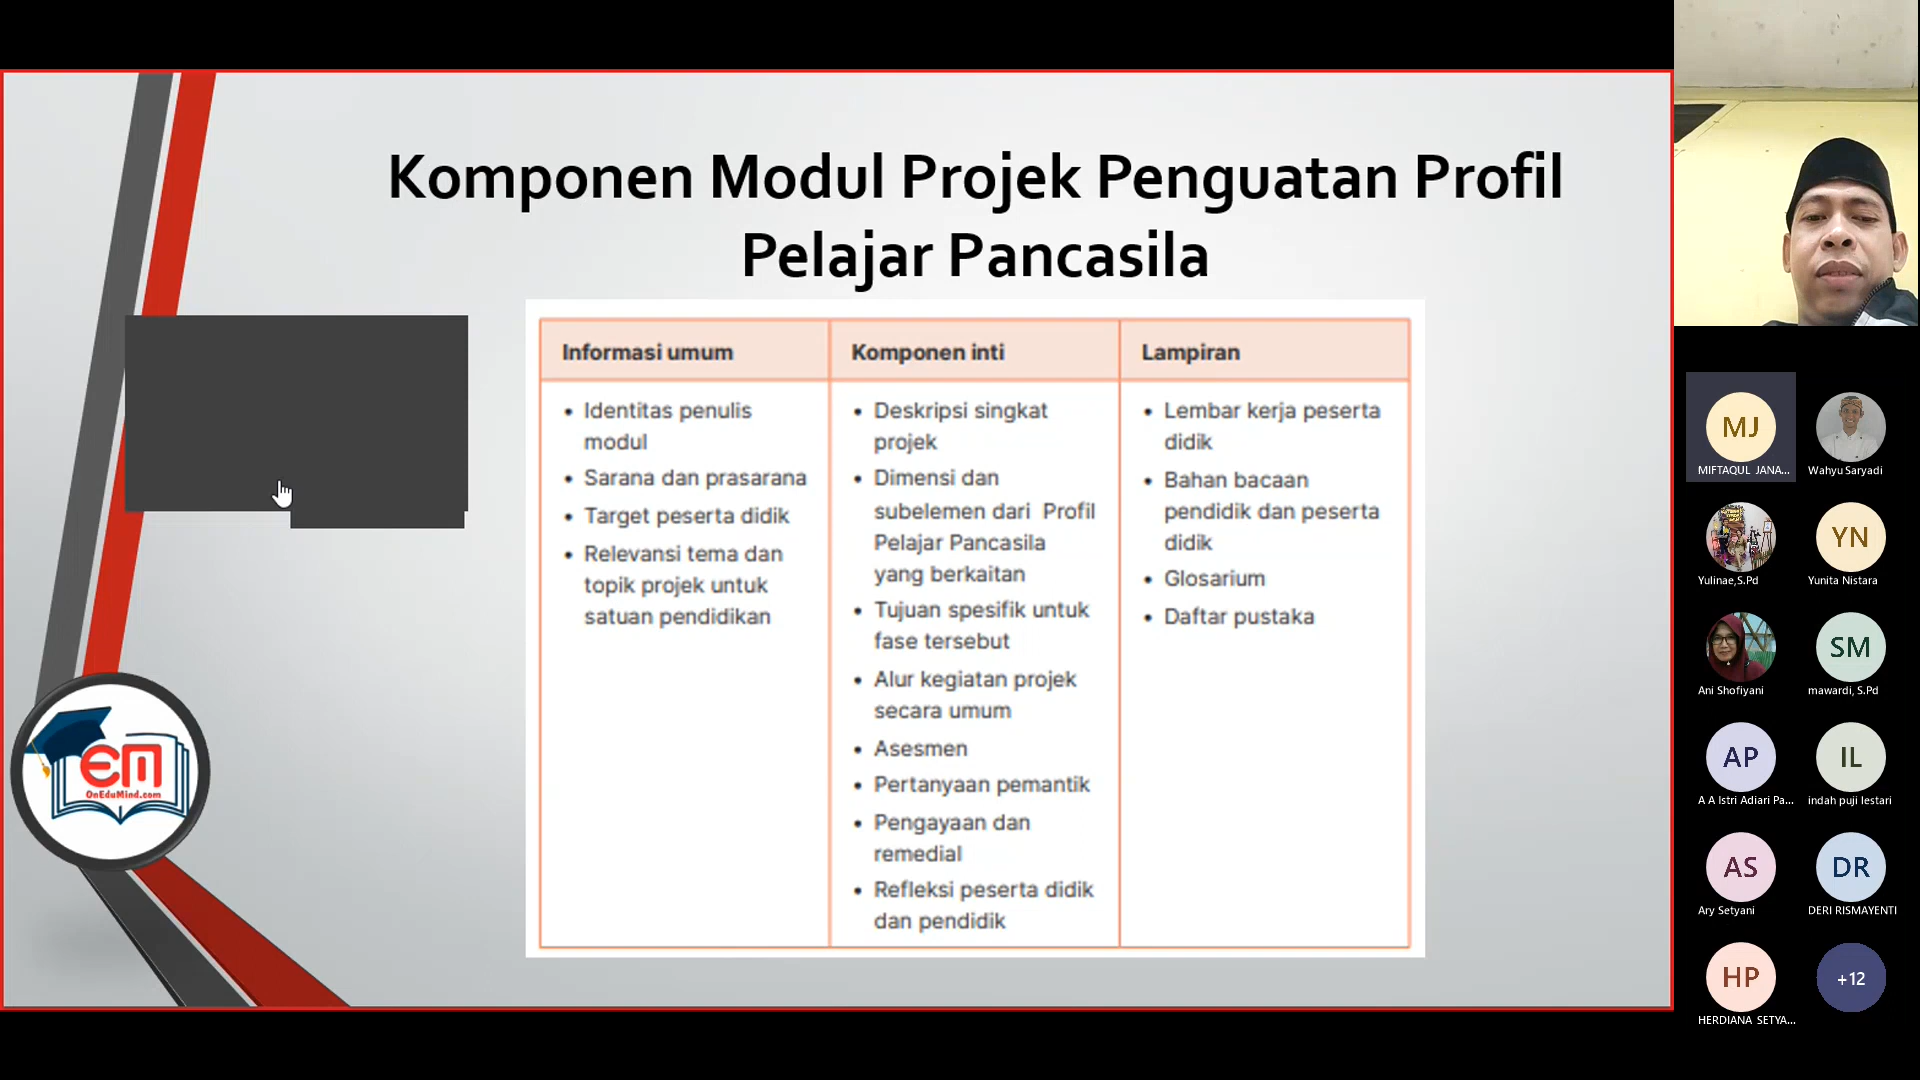 Komponen Modul Projek Penguatan Profil
Pelajar Pancasila
Informasi umum
• Identitas penulis
modul
• Sarana dan prasarana
• Target peserta didik
• Relevansi tema dan
topik projek untuk
satuan pendidikan
Komponen inti
• Deskripsi singkat
projek
• Dimensi dan
subelemen dari Profil
Pelajar Pancasila
yang berkaitan
• Tujuan spesifik untuk
fase tersebut
• Alur kegiatan projek
secara umum
• Asesmen
• Pertanyaan pemantik
• Pengayaan dan
remedial
• Refleksi peserta didik
dan pendidik
Lampiran
• Lembar kerja peserta
didik
• Bahan bacaan
pendidik dan peserta
didik
• Glosarium
• Daftar pustaka
EM
OnEduMind.com
MJ
MIFTAQUL JANA...
Wahyu Saryadi
Yulinae,S.Pd
YN
Yunita Nistara
Ani Shofiyani
SM
mawardi, S.Pd
AP
A A Istri Adiari Pa...
IL
indah puji lestari
AS
Ary Setyani
DR
DERI RISMAYENTI
HP
HERDIANA SETYA...
+12